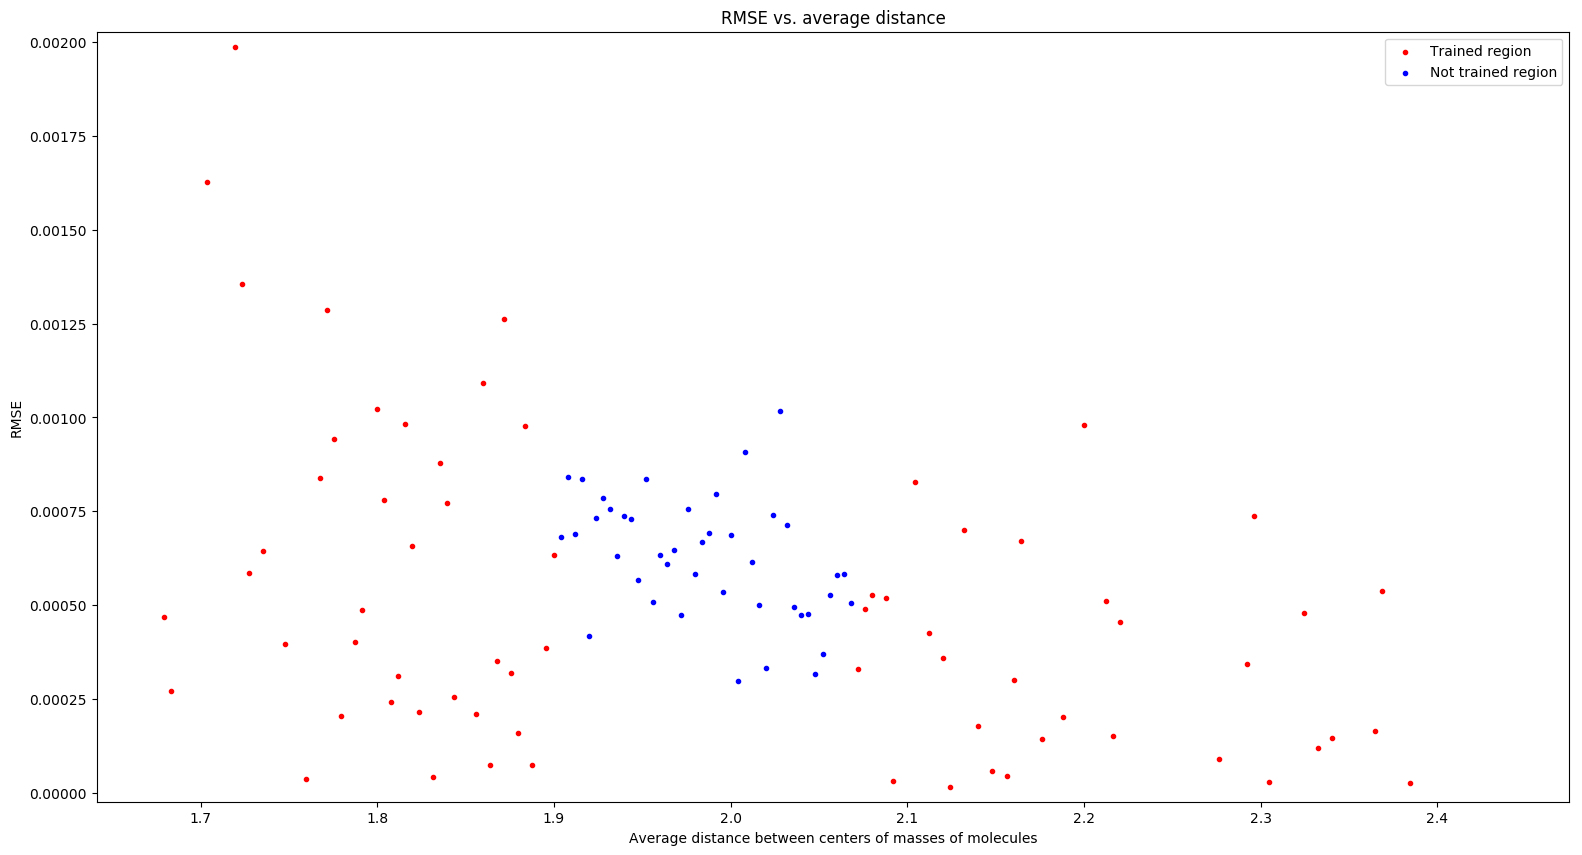 RMSE vs. average distance
Trained region
Not trained region
RMSE
0.00200
0.00175
0.00150
0.00125
0.00100
0.00075
0.00050
0.00025
0.00000
1.7 1.8 1.9 2.0 2.1 2.2 2.3 2.4
Average distance between centers of masses of molecules